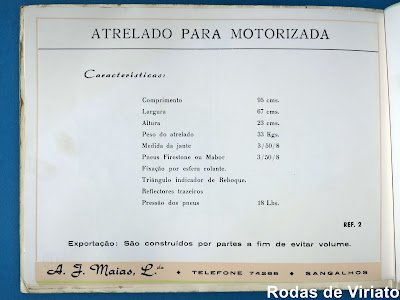 ATRELADO PARA MOTORIZADA
Características:
Comprimento 95 cms.
Largura 67 cms.
Altura 23 cms.
Peso do atrelado 33 Kgs.
Medida da jante 3/50/8
Pneus Firestone ou Mabor 3/50/8
Fixação por esfera rolante.
Triângulo indicador de Reboque.
Reflectores trazeiros
Pressão dos pneus 18 Lbs.
REF. 2
Exportação: São construídos por partes a fim de evitar volume.
A. J. Maias, L.da • TELEFONE 74288 • SANGALHOS
Rodas de Viriato